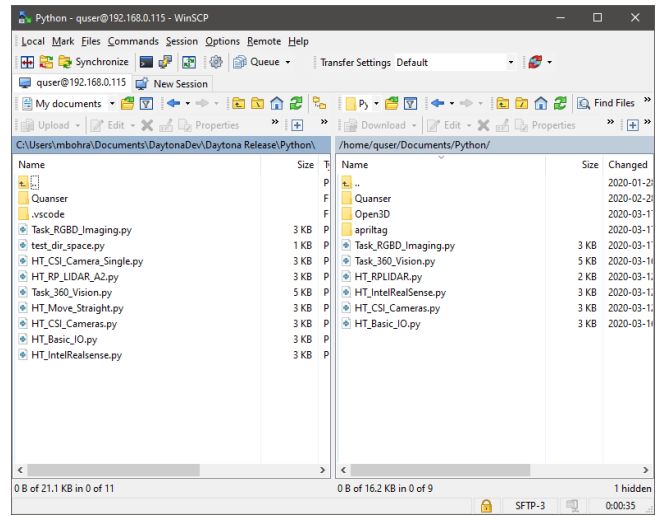 Python - quser@192.168.0.115 - WinSCP
Local Mark Files Commands Session Options Remote Help
Synchronize Queue Transfer Settings Default
quser@192.168.0.115 New Session
My documents Find Files
Upload Edit Properties Download Edit Properties
C:\Users\mbohra\Documents\DaytonaDev\Daytona Release\Python\ /home/quser/Documents/Python/
Name Size Name Size Changed
.. P .. 2020-01-28
Quanser F Quanser 2020-02-28
.vscode F Open3D 2020-03-1
Task_RGBD_Imaging.py 3 KB P apriltag 2020-03-1
test_dir_space.py 1 KB P Task_RGBD_Imaging.py 3 KB 2020-03-1
HT_CSI_Camera_Single.py 3 KB P Task_360_Vision.py 5 KB 2020-03-1
HT_RP_LIDAR_A2.py 3 KB P HT_RPLIDAR.py 2 KB 2020-03-1
Task_360_Vision.py 5 KB P HT_IntelRealSense.py 3 KB 2020-03-1
HT_Move_Straight.py 3 KB P HT_CSI_Cameras.py 3 KB 2020-03-1
HT_CSI_Cameras.py 3 KB P HT_Basic_IO.py 3 KB 2020-03-1
HT_Basic_IO.py 3 KB P
HT_IntelRealsense.py 3 KB P
0 B of 21.1 KB in 0 of 11 0 B of 16.2 KB in 0 of 9 1 hidden
SFTP-3 0:00:35